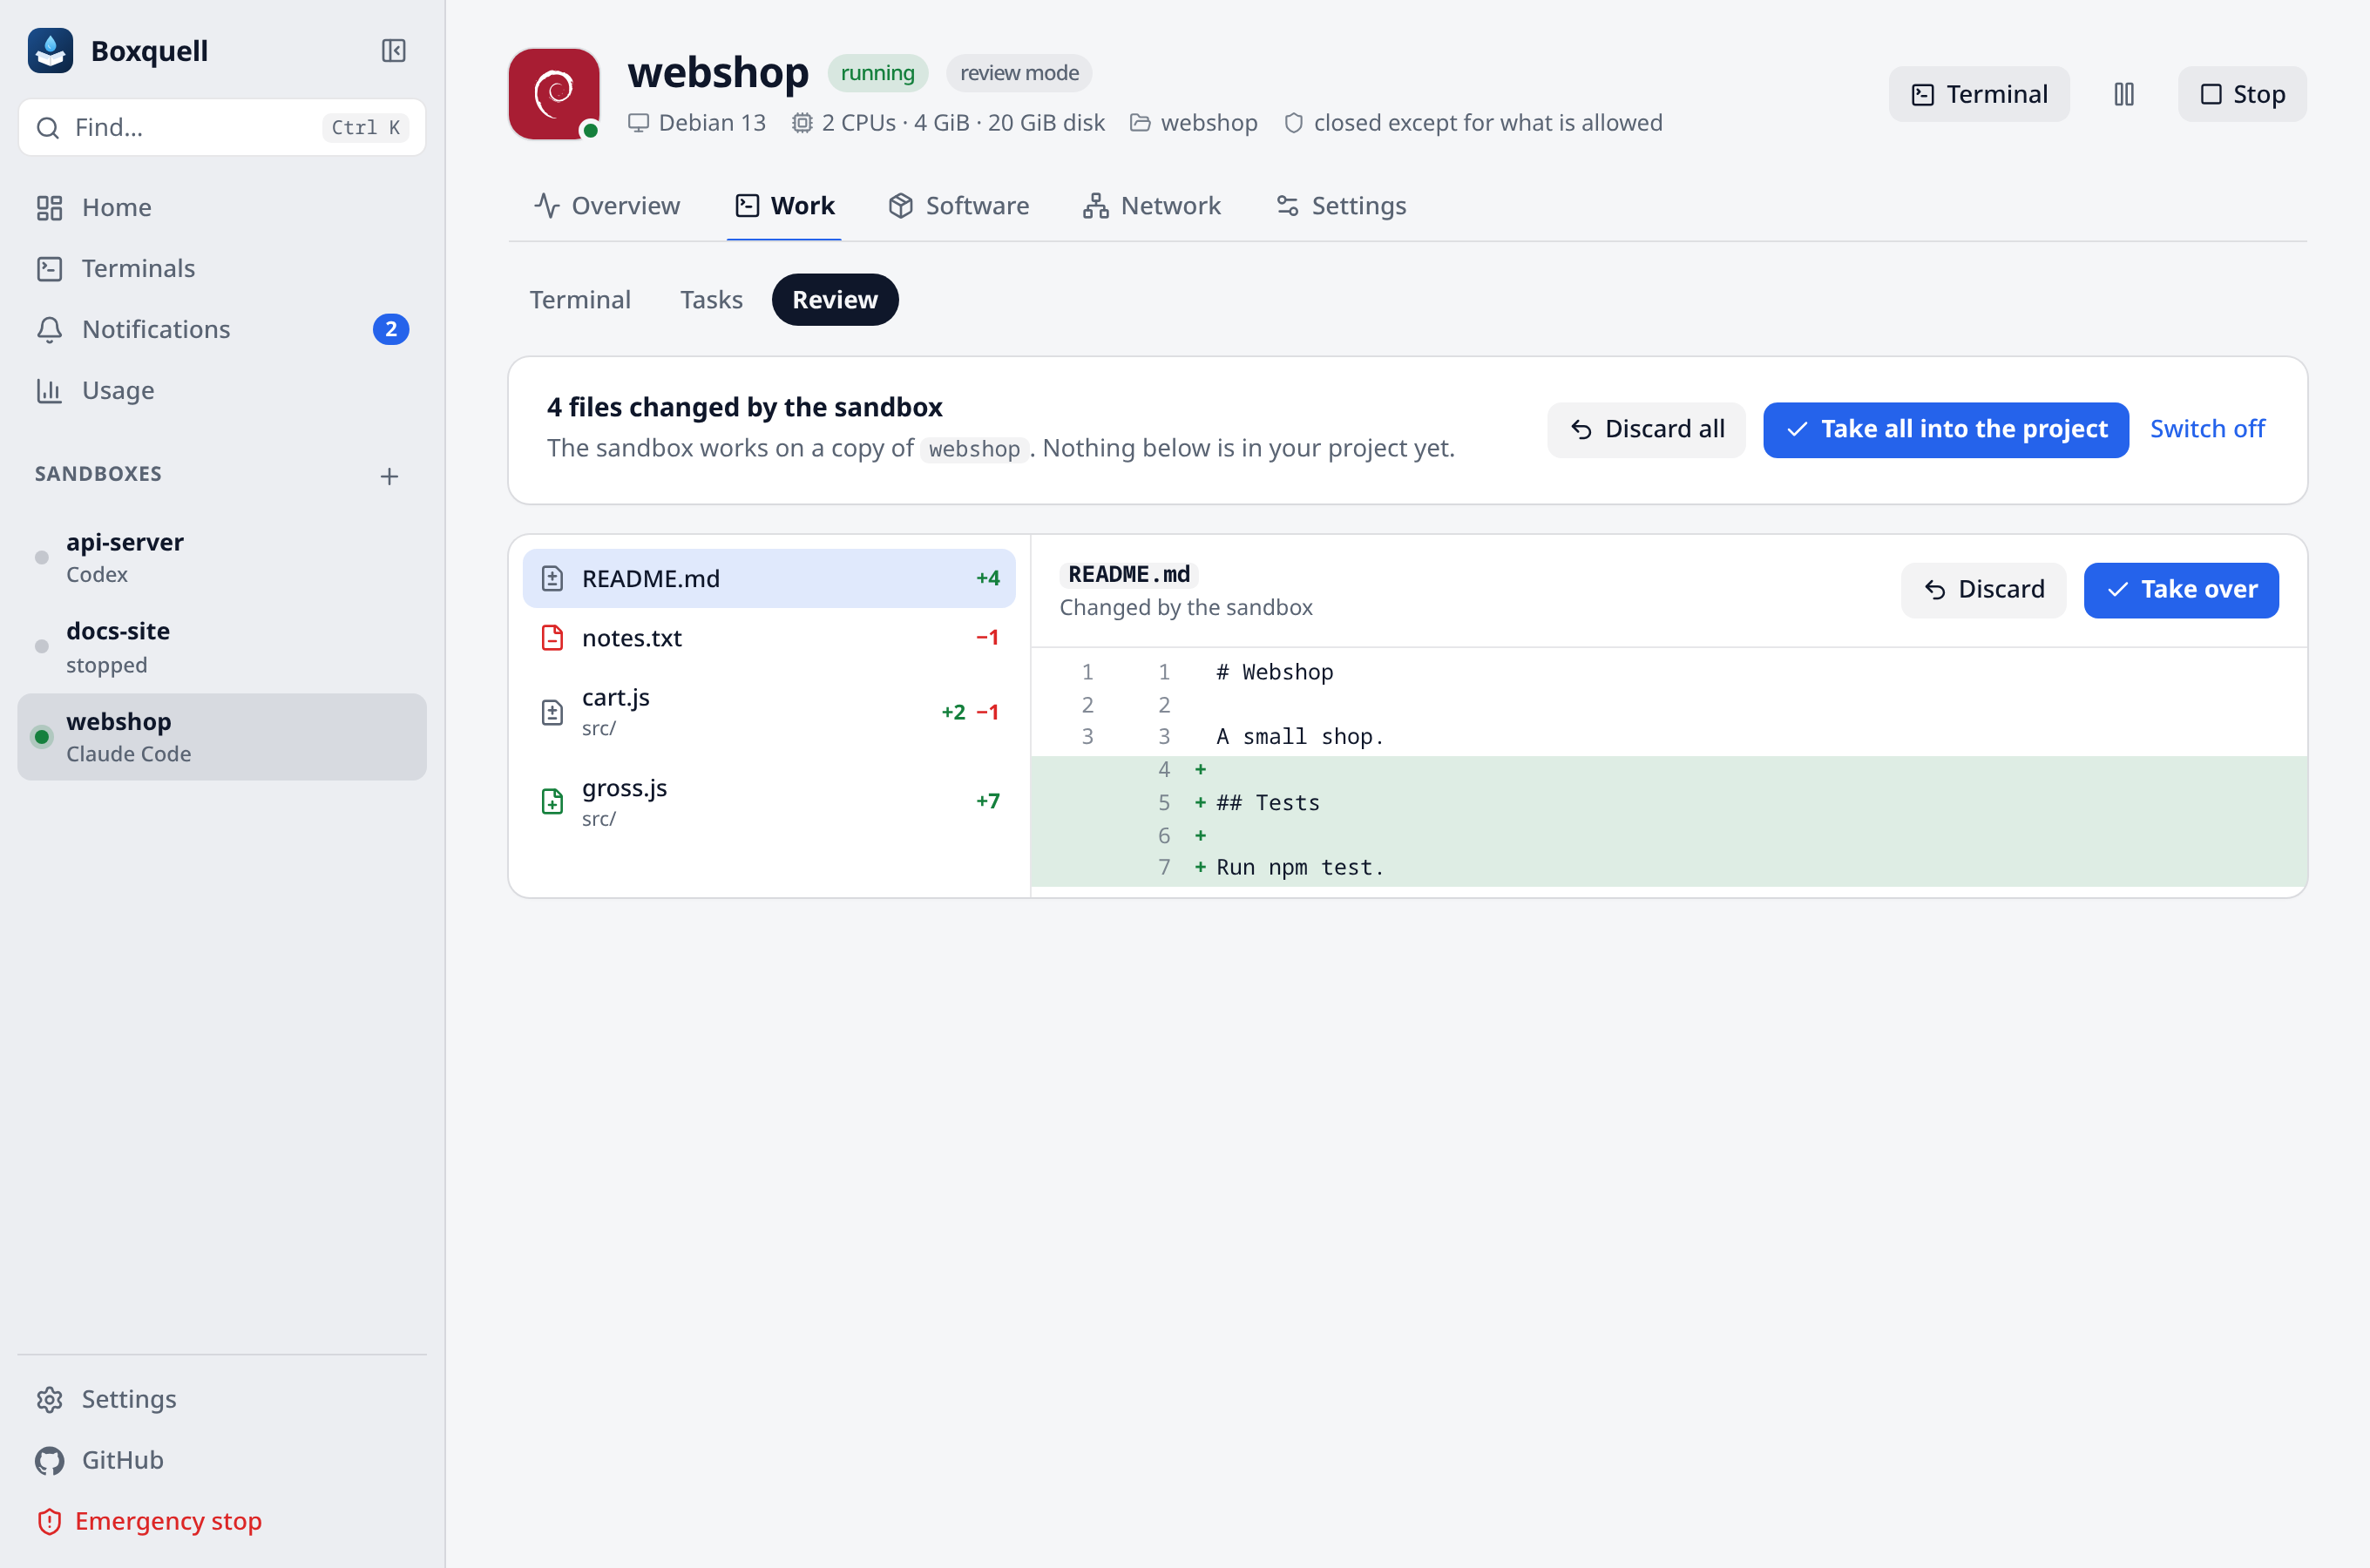 Boxquell
Find...
Ctrl K
Home
Terminals
Notifications
2
Usage
SANDBOXES
api-server
Codex
docs-site
stopped
webshop
Claude Code
Settings
GitHub
Emergency stop
webshop
running
review mode
Debian 13
2 CPUs · 4 GiB · 20 GiB disk
webshop
closed except for what is allowed
Terminal
Stop
Overview
Work
Software
Network
Settings
Terminal
Tasks
Review
4 files changed by the sandbox
The sandbox works on a copy of webshop. Nothing below is in your project yet.
Discard all
Take all into the project
Switch off
README.md +4
notes.txt −1
cart.js
src/
+2 −1
gross.js
src/
+7
README.md
Changed by the sandbox
Discard
Take over
1 1 # Webshop
2 2
3 3 A small shop.
4 +
5 + ## Tests
6 +
7 + Run npm test.